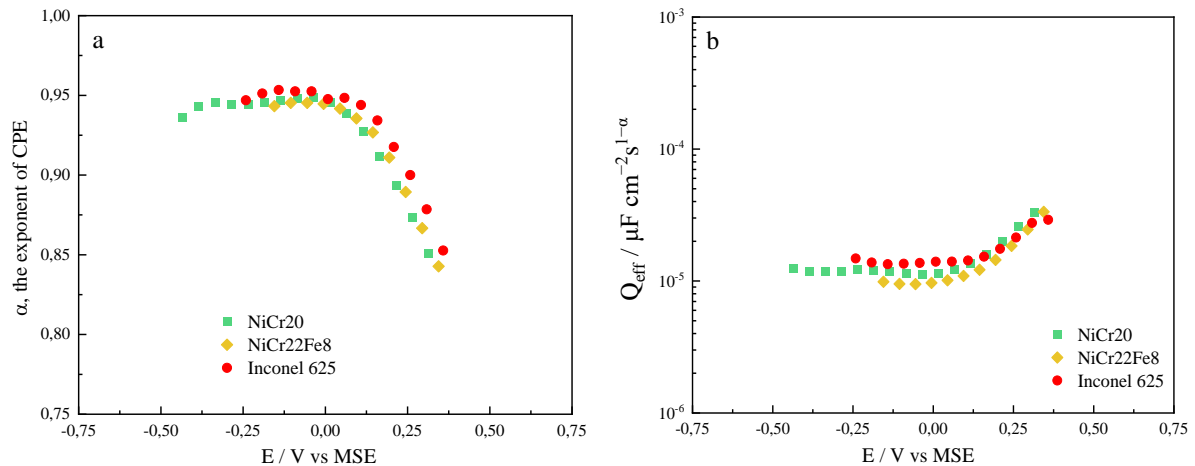 a
1,00
0,95
0,90
0,85
0,80
0,75
α, the exponent of CPE
NiCr20
NiCr22Fe8
Inconel 625
-0,75 -0,50 -0,25 0,00 0,25 0,50 0,75
E / V vs MSE
b
10⁻³
10⁻⁴
10⁻⁵
10⁻⁶
Q_eff / μF cm⁻²s¹⁻ᵅ
NiCr20
NiCr22Fe8
Inconel 625
-0,75 -0,50 -0,25 0,00 0,25 0,50 0,75
E / V vs MSE